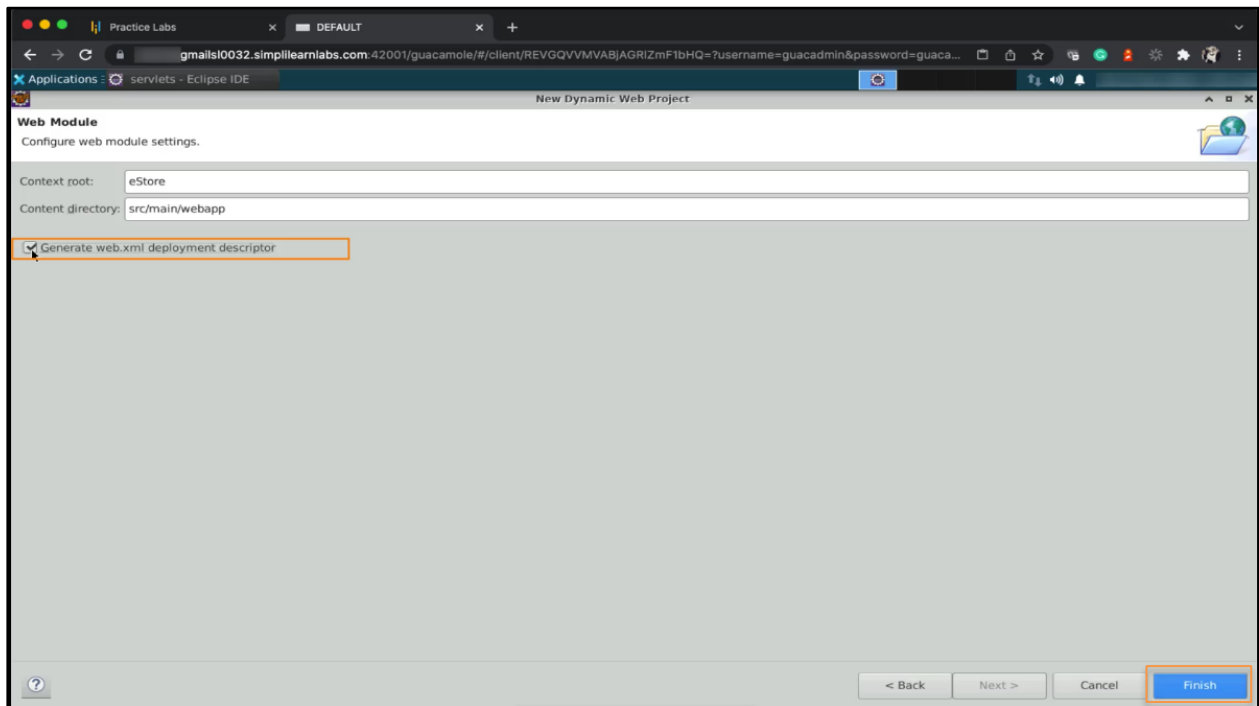 Practice Labs
DEFAULT
gmailsl0032.simplilearnlabs.com:42001/guacamole/#/client/REVGQVVMVABjAGRlZmF1bHQ=?username=guacadmin&password=guaca...
Applications
servlets - Eclipse IDE
New Dynamic Web Project
Web Module
Configure web module settings.
Context root: eStore
Content directory: src/main/webapp
Generate web.xml deployment descriptor
? < Back Next > Cancel Finish